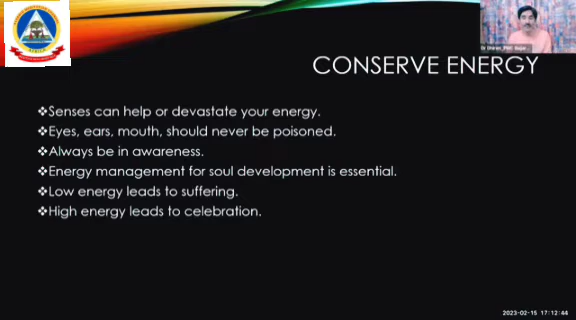 CONSERVE ENERGY
❖Senses can help or devastate your energy.
❖Eyes, ears, mouth, should never be poisoned.
❖Always be in awareness.
❖Energy management for soul development is essential.
❖Low energy leads to suffering.
❖High energy leads to celebration.
2023-02-15 17:12:44